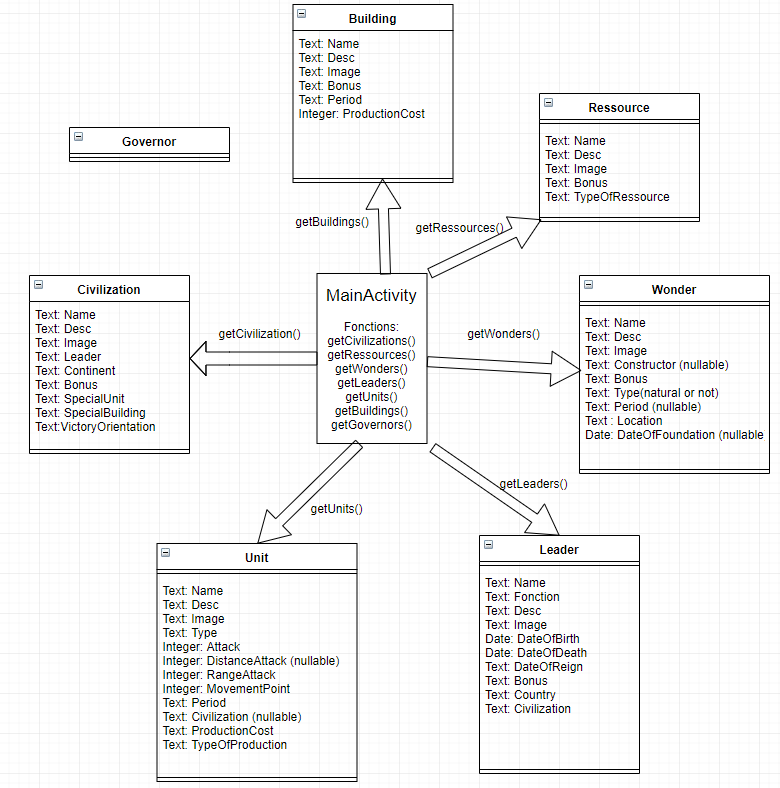 Building
Text: Name
Text: Desc
Text: Image
Text: Bonus
Text: Period
Integer: ProductionCost
Ressource
Text: Name
Text: Desc
Text: Image
Text: Bonus
Text: TypeOfRessource
Governor
getBuildings()
getRessources()
Civilization
Text: Name
Text: Desc
Text: Image
Text: Leader
Text: Continent
Text: Bonus
Text: SpecialUnit
Text: SpecialBuilding
Text:VictoryOrientation
getCivilization()
MainActivity
Fonctions:
getCivilizations()
getRessources()
getWonders()
getLeaders()
getUnits()
getBuildings()
getGovernors()
getWonders()
Wonder
Text: Name
Text: Desc
Text: Image
Text: Constructor (nullable)
Text: Bonus
Text: Type(natural or not)
Text: Period (nullable)
Text : Location
Date: DateOfFoundation (nullable
getUnits()
getLeaders()
Unit
Text: Name
Text: Desc
Text: Image
Text: Type
Integer: Attack
Integer: DistanceAttack (nullable)
Integer: RangeAttack
Integer: MovementPoint
Text: Period
Text: Civilization (nullable)
Text: ProductionCost
Text: TypeOfProduction
Leader
Text: Name
Text: Fonction
Text: Desc
Text: Image
Date: DateOfBirth
Date: DateOfDeath
Text: DateOfReign
Text: Bonus
Text: Country
Text: Civilization